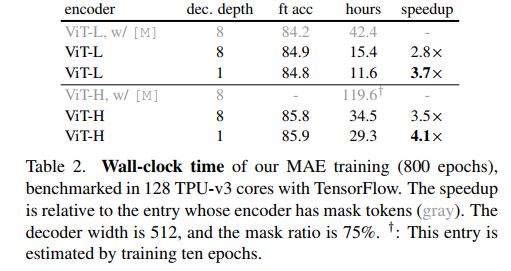 encoder dec. depth ft acc hours speedup
ViT-L, w/ [M] 8 84.2 42.4 -
ViT-L 8 84.9 15.4 2.8×
ViT-L 1 84.8 11.6 3.7×
ViT-H, w/ [M] 8 - 119.6† -
ViT-H 8 85.8 34.5 3.5×
ViT-H 1 85.9 29.3 4.1×
Table 2. Wall-clock time of our MAE training (800 epochs),
benchmarked in 128 TPU-v3 cores with TensorFlow. The speedup
is relative to the entry whose encoder has mask tokens (gray). The
decoder width is 512, and the mask ratio is 75%. †: This entry is
estimated by training ten epochs.